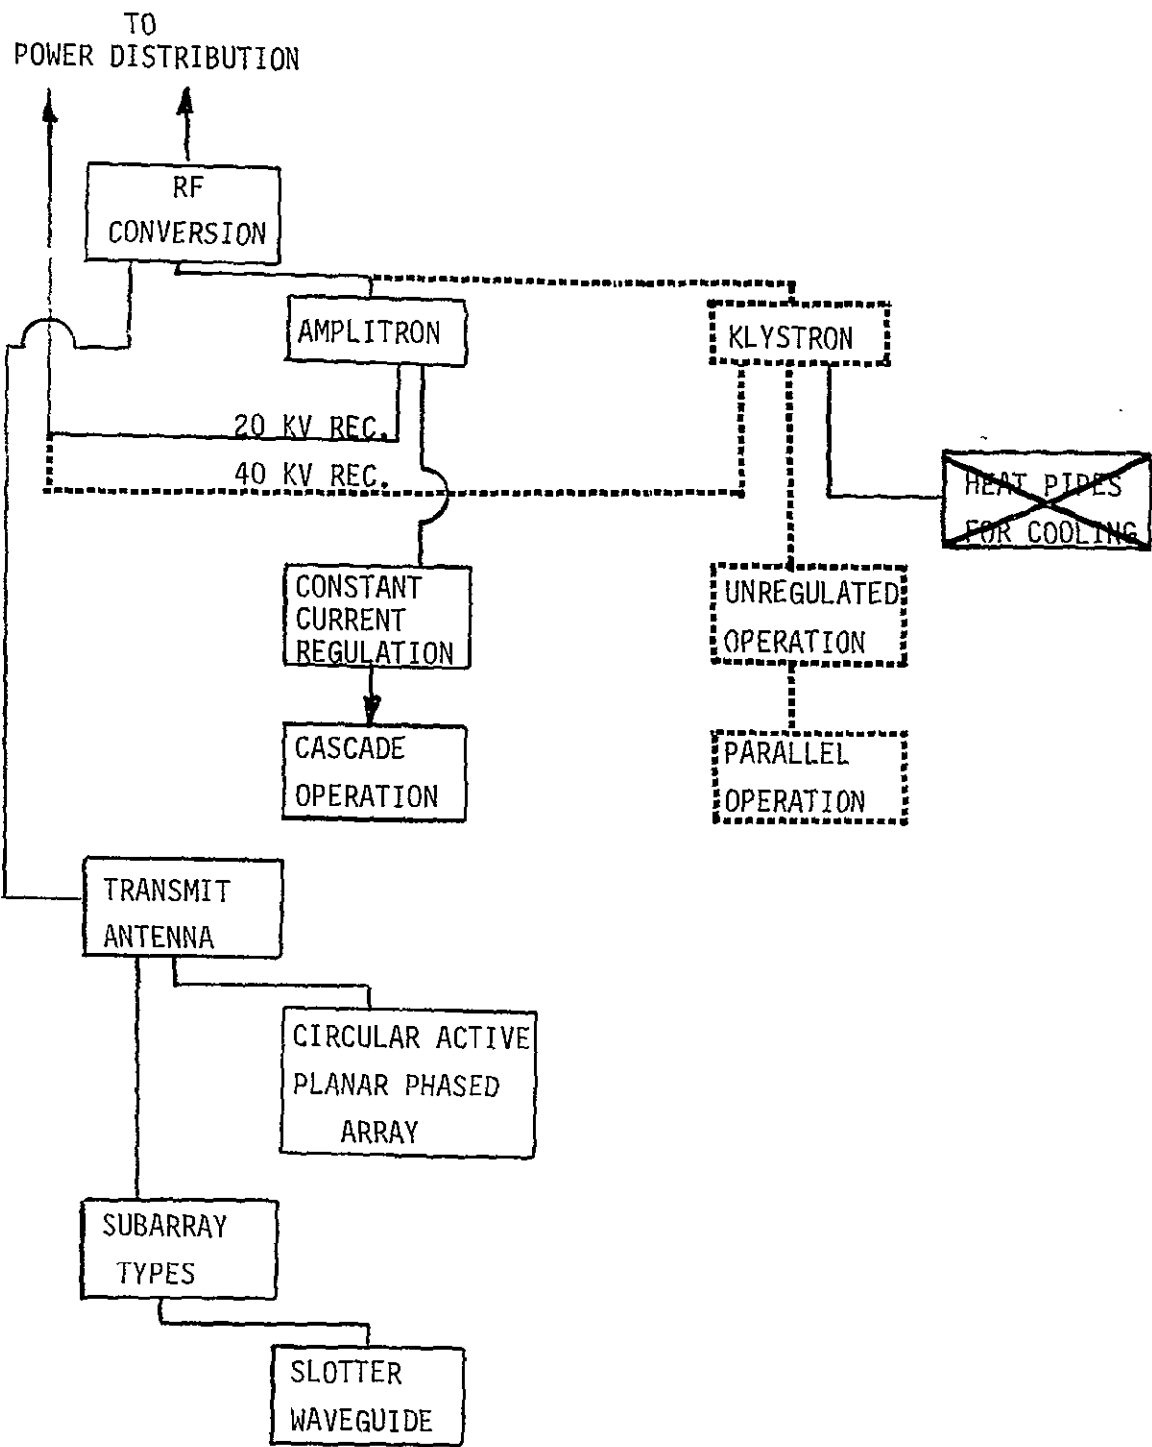 TO
POWER DISTRIBUTION
RF
CONVERSION
AMPLITRON
KLYSTRON
20 KV REC.
40 KV REC.
HEAT PIPES
FOR COOLING
CONSTANT
CURRENT
REGULATION
UNREGULATED
OPERATION
CASCADE
OPERATION
PARALLEL
OPERATION
TRANSMIT
ANTENNA
CIRCULAR ACTIVE
PLANAR PHASED
ARRAY
SUBARRAY
TYPES
SLOTTER
WAVEGUIDE